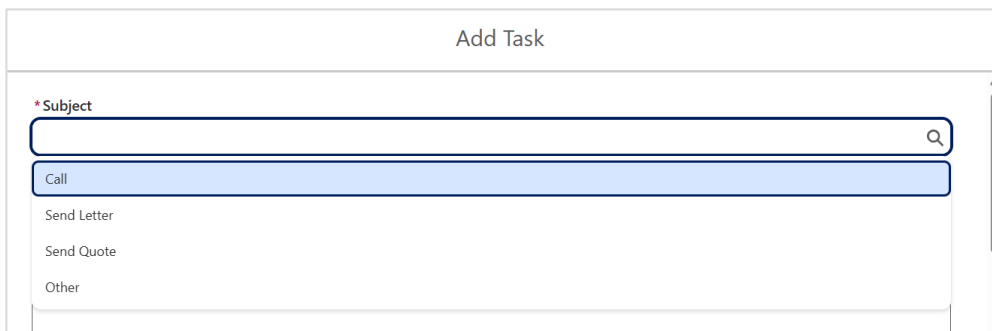 Add Task
*Subject
Call
Send Letter
Send Quote
Other